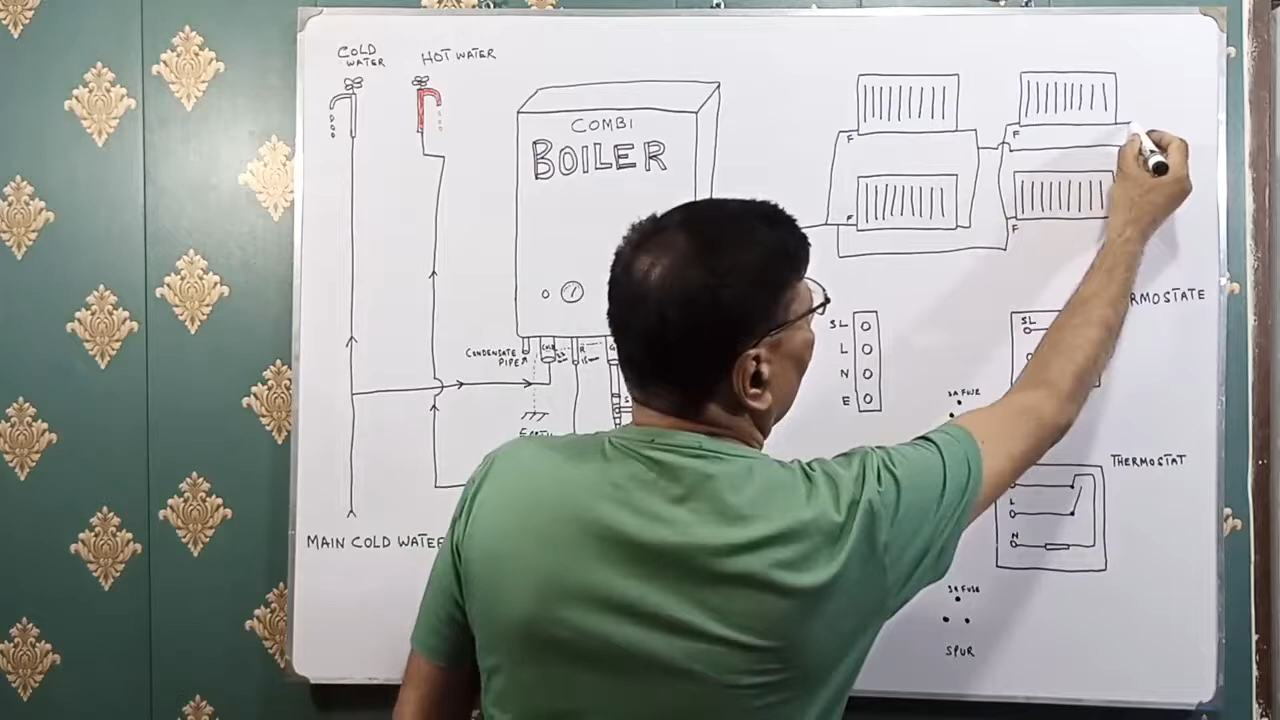 COLD
WATER
HOT WATER
COMBI
BOILER
F
F
F
F
RMOSTATE
SL
L
N
E
SL
CONDENSATE
PIPE
R
G
3A FUSE
THERMOSTAT
L
N
MAIN COLD WATER
3A FUSE
SPUR